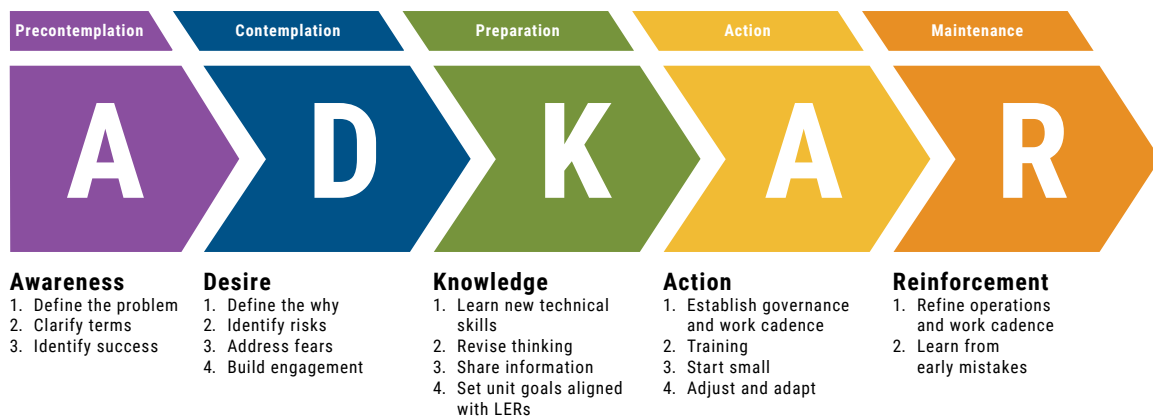 Precontemplation
Contemplation
Preparation
Action
Maintenance
A
D
K
A
R
Awareness
1. Define the problem
2. Clarify terms
3. Identify success
Desire
1. Define the why
2. Identify risks
3. Address fears
4. Build engagement
Knowledge
1. Learn new technical
skills
2. Revise thinking
3. Share information
4. Set unit goals aligned
with LERs
Action
1. Establish governance
and work cadence
2. Training
3. Start small
4. Adjust and adapt
Reinforcement
1. Refine operations
and work cadence
2. Learn from
early mistakes